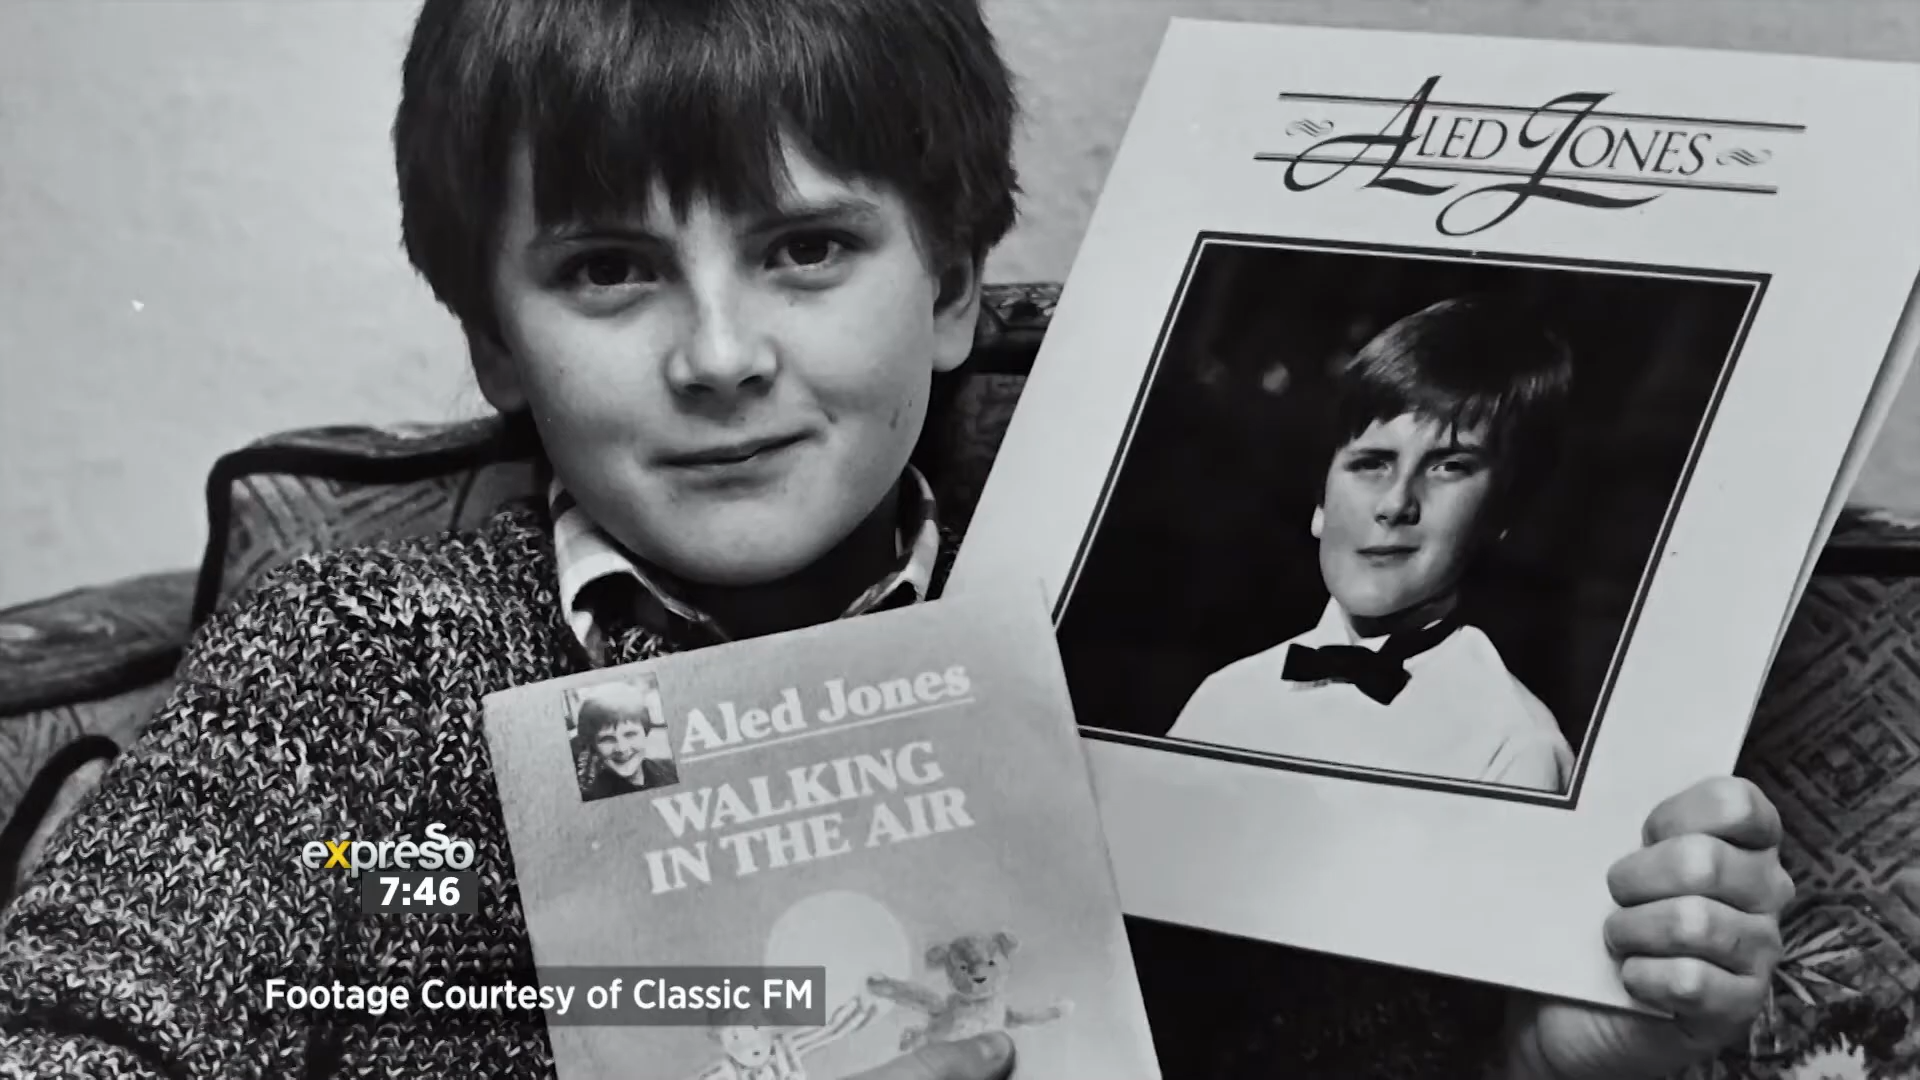 ALED JONES
Aled Jones
WALKING
IN THE AIR
expresso
7:46
Footage Courtesy of Classic FM